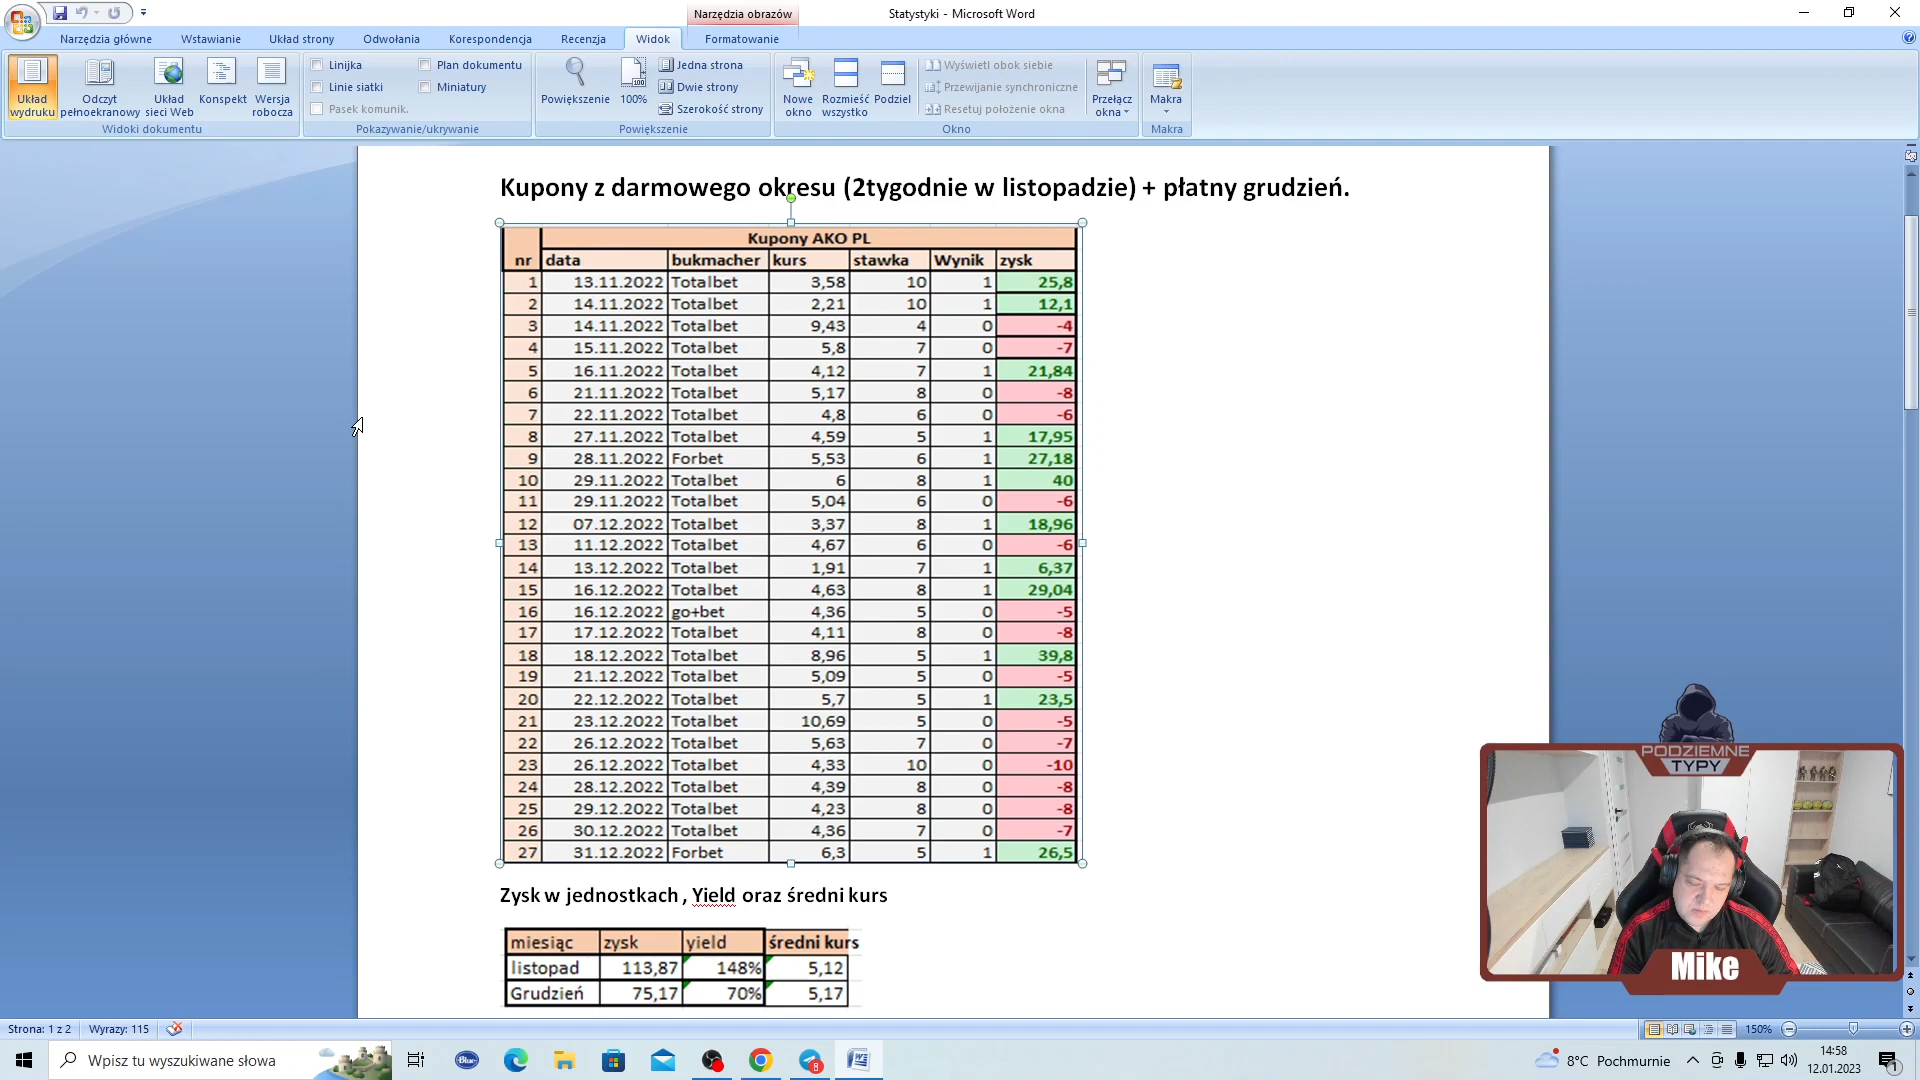 Narzędzia obrazów
Statystyki - Microsoft Word
Narzędzia główne Wstawianie Układ strony Odwołania Korespondencja Recenzja Widok Formatowanie
Układ wydruku
Odczyt pełnoekranowy
Układ sieci Web
Konspekt
Wersja robocza
Widoki dokumentu
Linijka
Linie siatki
Pasek komunik.
Plan dokumentu
Miniatury
Pokazywanie/ukrywanie
Powiększenie
100%
Jedna strona
Dwie strony
Szerokość strony
Powiększenie
Nowe okno
Rozmieść wszystko
Podziel
Wyświetl obok siebie
Przewijanie synchroniczne
Resetuj położenie okna
Przełącz okna
Okno
Makra
Makra
Kupony z darmowego okresu (2tygodnie w listopadzie) + płatny grudzień.
Kupony AKO PL
nr data bukmacher kurs stawka Wynik zysk
1 13.11.2022 Totalbet 3,58 10 1 25,8
2 14.11.2022 Totalbet 2,21 10 1 12,1
3 14.11.2022 Totalbet 9,43 4 0 -4
4 15.11.2022 Totalbet 5,8 7 0 -7
5 16.11.2022 Totalbet 4,12 7 1 21,84
6 21.11.2022 Totalbet 5,17 8 0 -8
7 22.11.2022 Totalbet 4,8 6 0 -6
8 27.11.2022 Totalbet 4,59 5 1 17,95
9 28.11.2022 Forbet 5,53 6 1 27,18
10 29.11.2022 Totalbet 6 8 1 40
11 29.11.2022 Totalbet 5,04 6 0 -6
12 07.12.2022 Totalbet 3,37 8 1 18,96
13 11.12.2022 Totalbet 4,67 6 0 -6
14 13.12.2022 Totalbet 1,91 7 1 6,37
15 16.12.2022 Totalbet 4,63 8 1 29,04
16 16.12.2022 go+bet 4,36 5 0 -5
17 17.12.2022 Totalbet 4,11 8 0 -8
18 18.12.2022 Totalbet 8,96 5 1 39,8
19 21.12.2022 Totalbet 5,09 5 0 -5
20 22.12.2022 Totalbet 5,7 5 1 23,5
21 23.12.2022 Totalbet 10,69 5 0 -5
22 26.12.2022 Totalbet 5,63 7 0 -7
23 26.12.2022 Totalbet 4,33 10 0 -10
24 28.12.2022 Totalbet 4,39 8 0 -8
25 29.12.2022 Totalbet 4,23 8 0 -8
26 30.12.2022 Totalbet 4,36 7 0 -7
27 31.12.2022 Forbet 6,3 5 1 26,5
Zysk w jednostkach , Yield oraz średni kurs
miesiąc zysk yield średni kurs
listopad 113,87 148% 5,12
Grudzień 75,17 70% 5,17
PODZIEMNE
TYPY
Mike
Strona: 1 z 2 Wyrazy: 115 150%
Wpisz tu wyszukiwane słowa
8°C Pochmurnie
14:58
12.01.2023